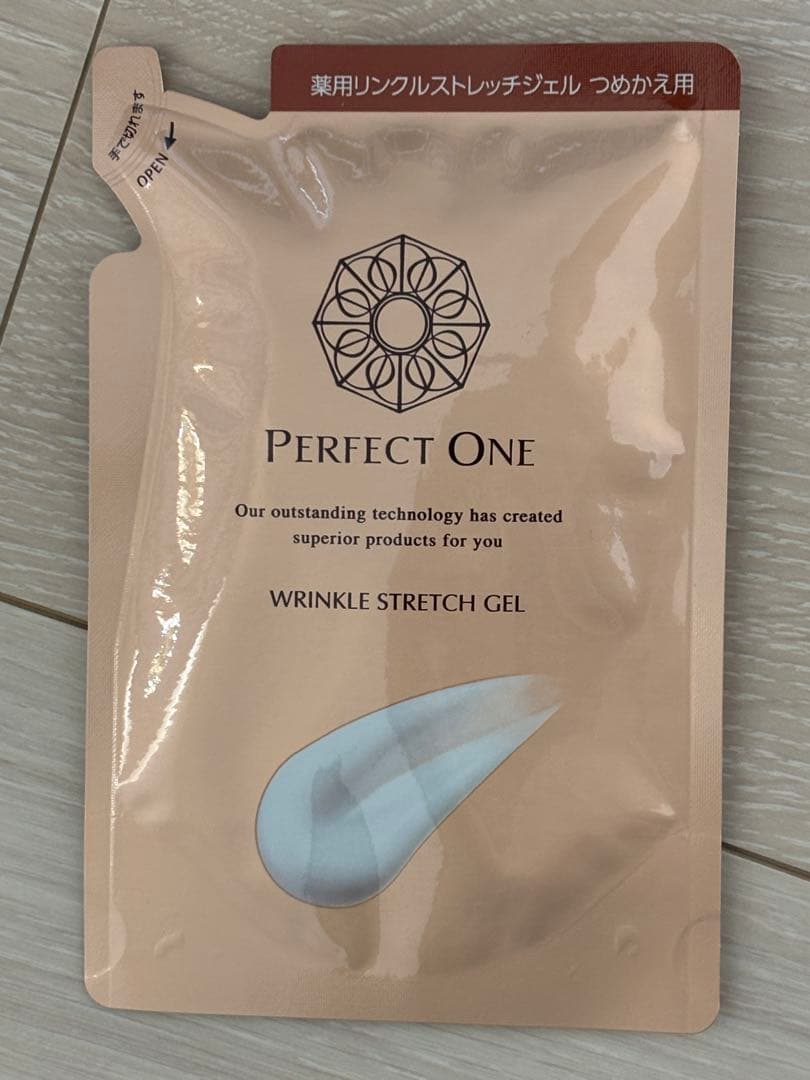 薬用リンクルストレッチジェル つめかえ用
手で切れます
OPEN
PERFECT ONE
Our outstanding technology has created
superior products for you
WRINKLE STRETCH GEL